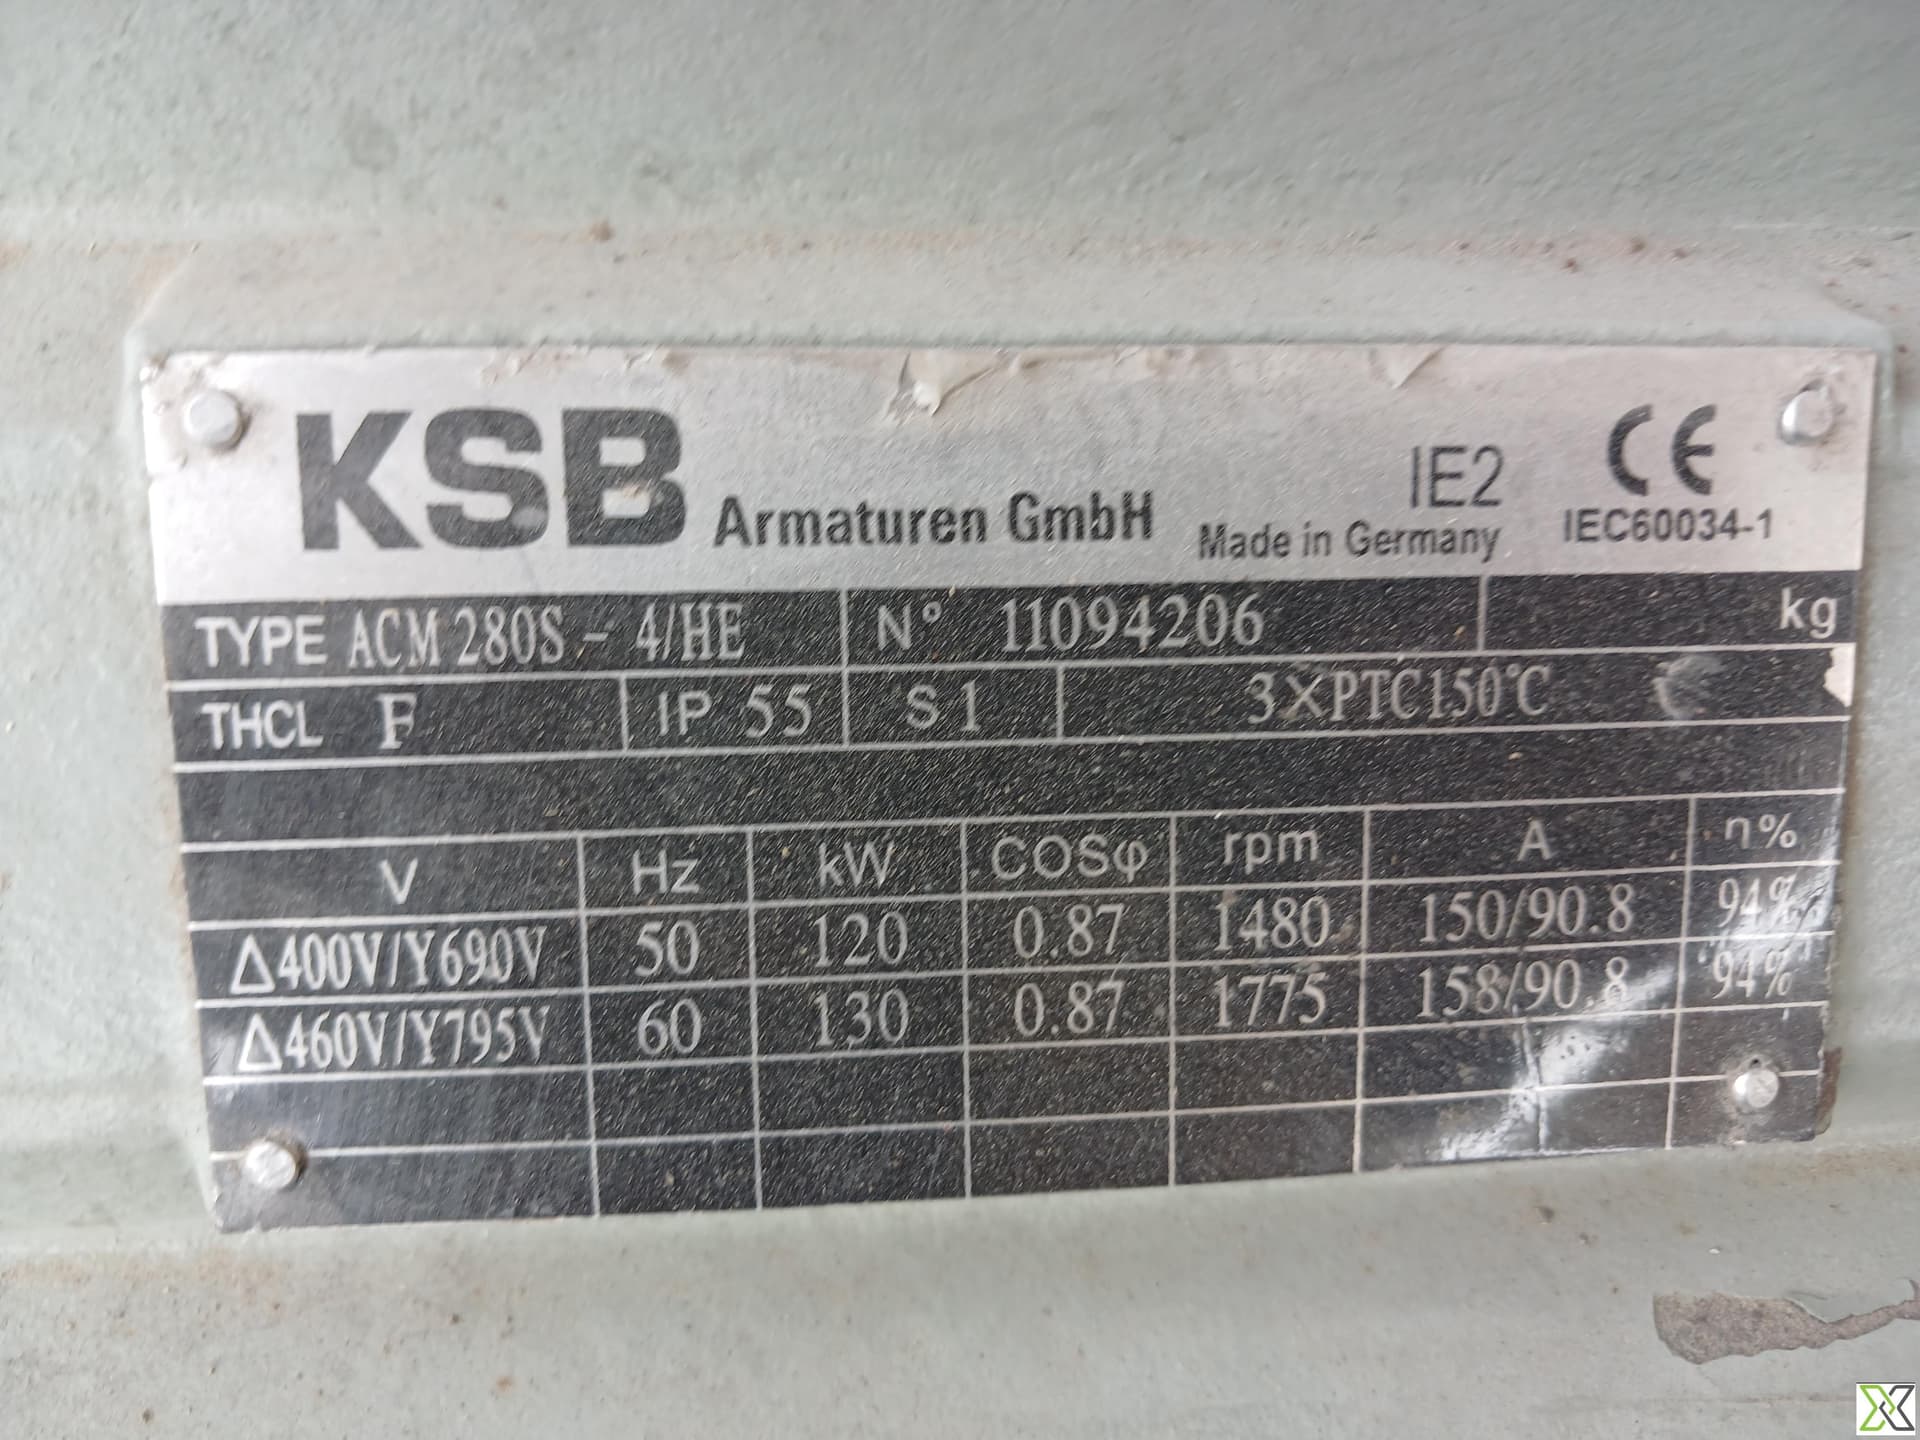 KSB Armaturen GmbH IE2 CE
Made in Germany IEC60034-1
TYPE ACM 280S - 4/HE N° 11094206 kg
THCL F IP 55 S1 3XPTC150°C
V Hz kW COSφ rpm A η%
Δ400V/Y690V 50 120 0.87 1480 150/90.8 94%
Δ460V/Y795V 60 130 0.87 1775 158/90.8 94%